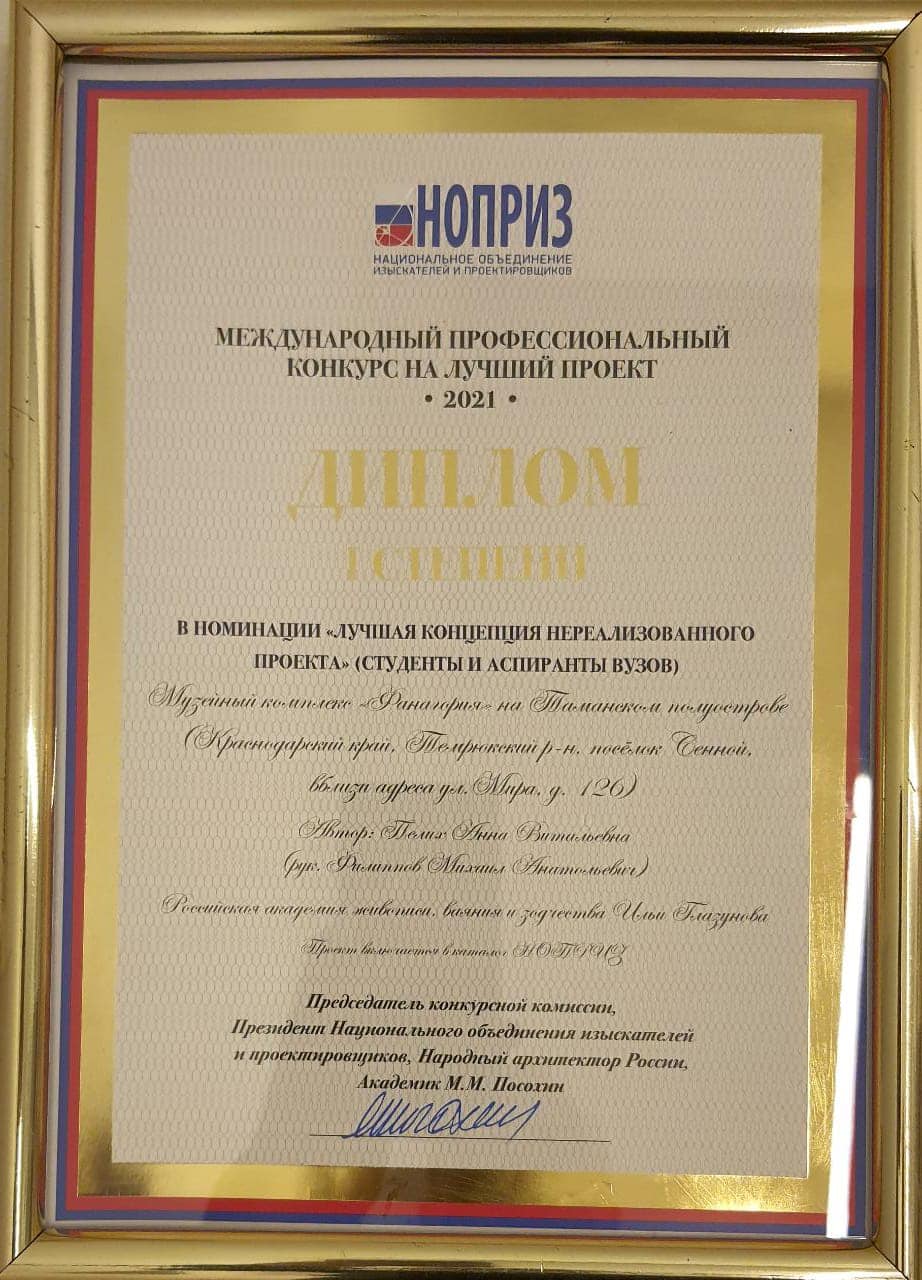 НОПРИЗ
НАЦИОНАЛЬНОЕ ОБЪЕДИНЕНИЕ
ИЗЫСКАТЕЛЕЙ И ПРОЕКТИРОВЩИКОВ
МЕЖДУНАРОДНЫЙ ПРОФЕССИОНАЛЬНЫЙ
КОНКУРС НА ЛУЧШИЙ ПРОЕКТ
• 2021 •
ДИПЛОМ
I СТЕПЕНИ
В НОМИНАЦИИ «ЛУЧШАЯ КОНЦЕПЦИЯ НЕРЕАЛИЗОВАННОГО
ПРОЕКТА» (СТУДЕНТЫ И АСПИРАНТЫ ВУЗОВ)
Музейный комплекс «Фанагория» на Таманском полуострове
(Краснодарский край, Темрюкский р-н, посёлок Сенной,
вблизи адреса ул. Мира, д. 126)
Автор: Пелих Анна Витальевна
(рук. Филиппов Михаил Анатольевич)
Российская академия живописи, ваяния и зодчества Ильи Глазунова
Проект включается в каталог НОПРИЗ
Председатель конкурсной комиссии,
Президент Национального объединения изыскателей
и проектировщиков, Народный архитектор России,
Академик М.М. Посохин